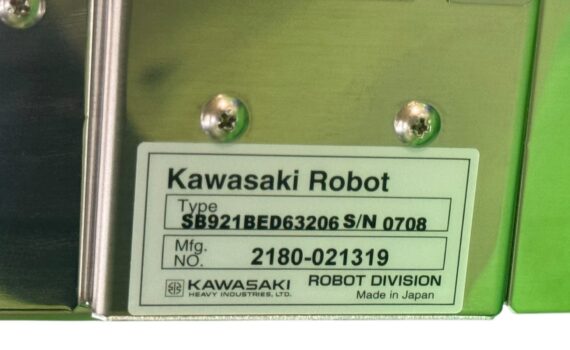 Kawasaki Robot
Type
SB921BED63206 S/N 0708
Mfg.
NO. 2180-021319
KAWASAKI ROBOT DIVISION
HEAVY INDUSTRIES, LTD. Made in Japan